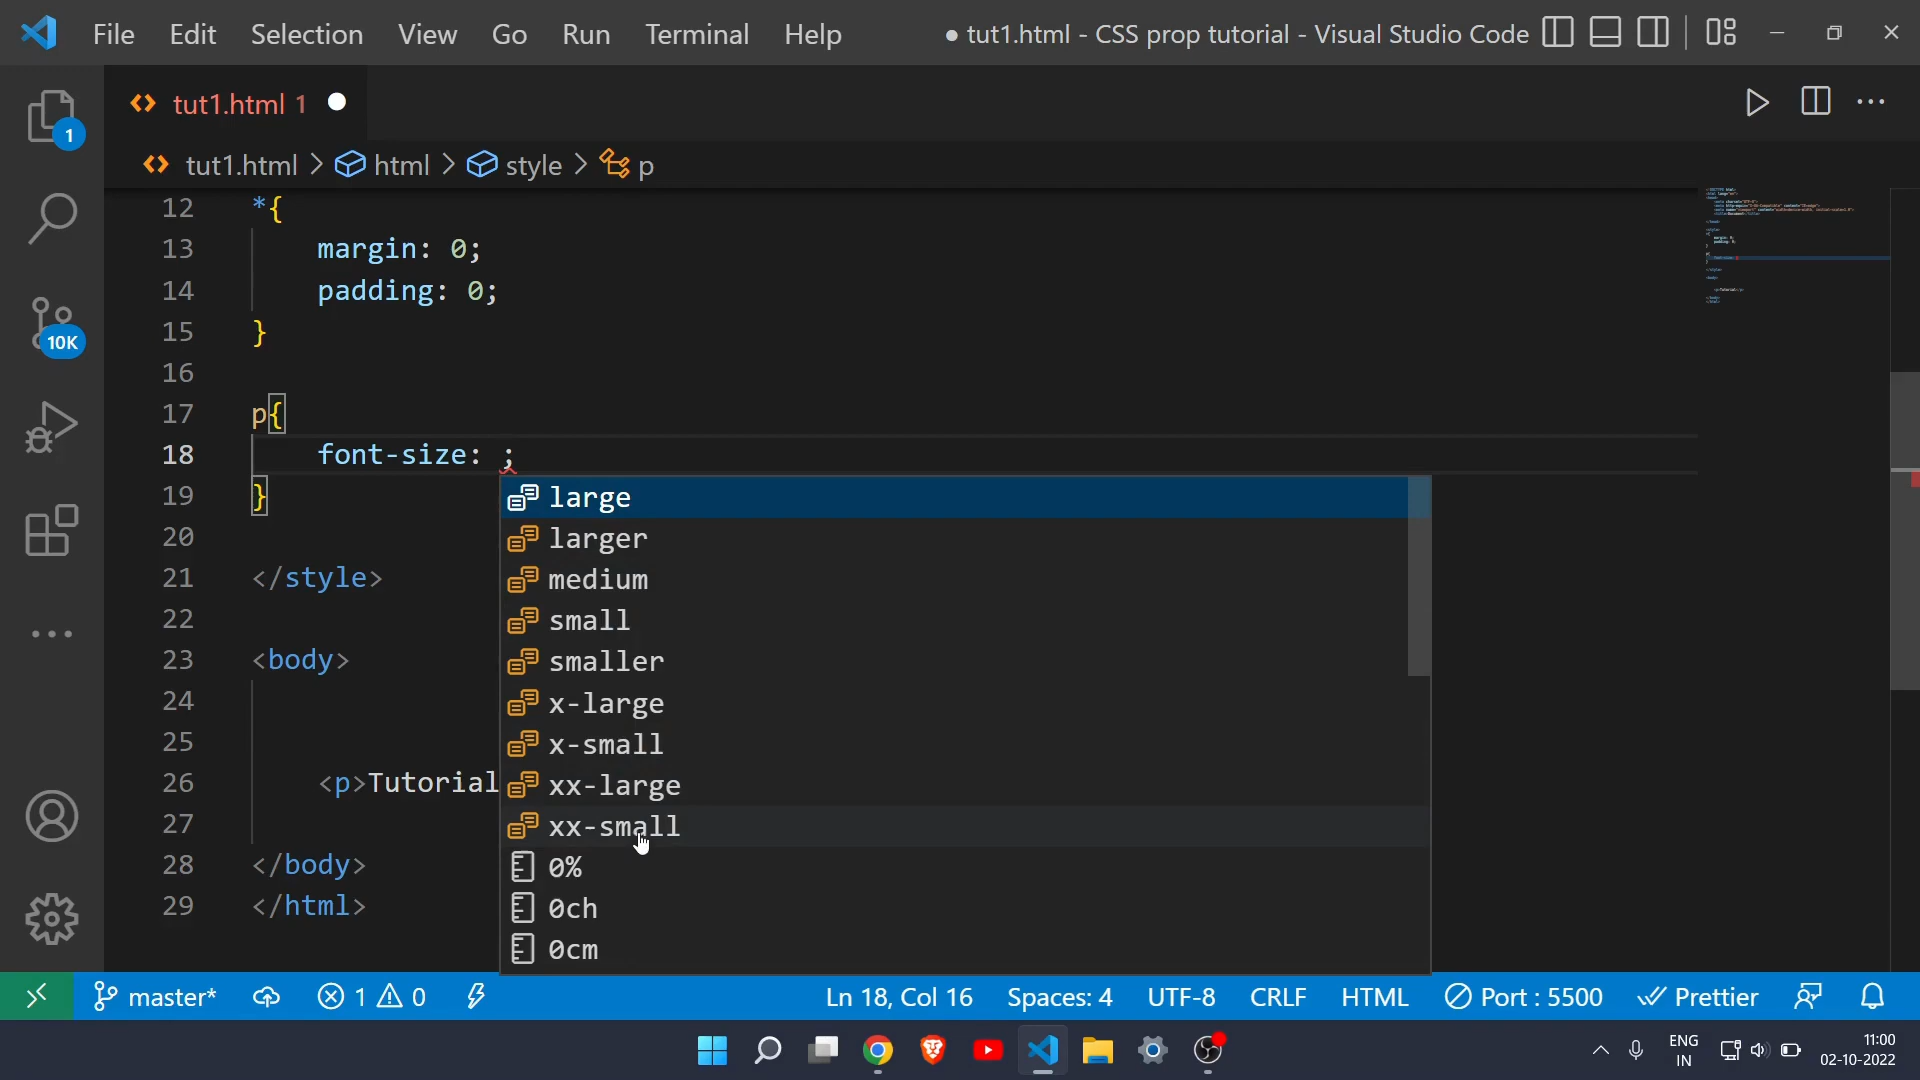 File Edit Selection View Go Run Terminal Help ● tut1.html - CSS prop tutorial - Visual Studio Code
tut1.html 1
1
tut1.html > html > style > p
12 *{
13 margin: 0;
14 padding: 0;
15 }
16
17 p{
18 font-size: ;
19 }
20
21 </style>
22
23 <body>
24
25
26 <p>Tutorial
27
28 </body>
29 </html>
10K
large
larger
medium
small
smaller
x-large
x-small
xx-large
xx-small
0%
0ch
0cm
master* 1 0 Ln 18, Col 16 Spaces: 4 UTF-8 CRLF HTML Port : 5500 Prettier
ENG
IN
11:00
02-10-2022